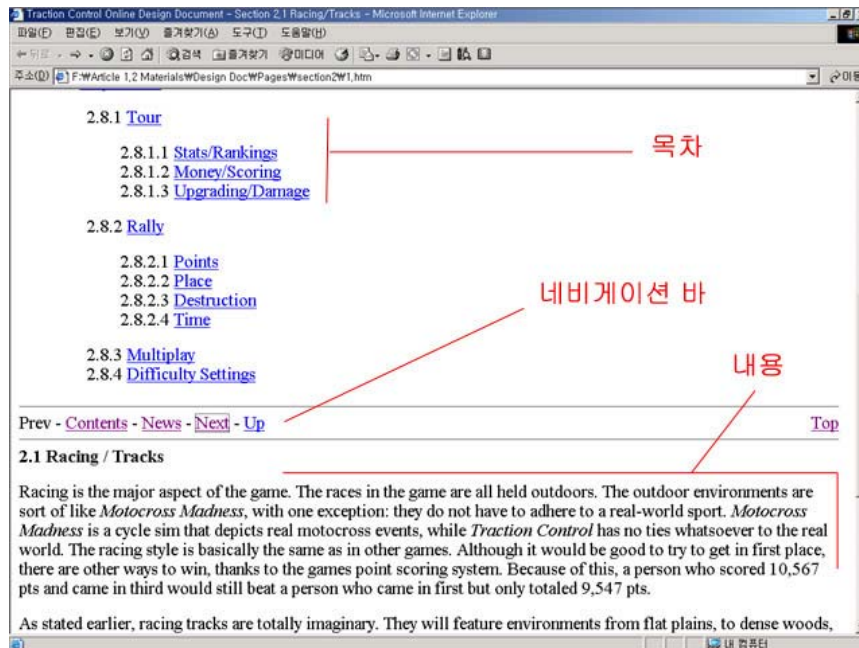 Traction Control Online Design Document - Section 2,1 Racing/Tracks - Microsoft Internet Explorer
파일(F) 편집(E) 보기(V) 즐겨찾기(A) 도구(T) 도움말(H)
뒤로 검색 즐겨찾기 미디어
주소(D) F:₩Article 1,2 Materials₩Design Doc₩Pages₩section2₩1,htm 이동
2.8.1 Tour
목차
2.8.1.1 Stats/Rankings
2.8.1.2 Money/Scoring
2.8.1.3 Upgrading/Damage
2.8.2 Rally
2.8.2.1 Points
2.8.2.2 Place
네비게이션 바
2.8.2.3 Destruction
2.8.2.4 Time
2.8.3 Multiplay
내용
2.8.4 Difficulty Settings
Prev - Contents - News - Next - Up Top
2.1 Racing / Tracks
Racing is the major aspect of the game. The races in the game are all held outdoors. The outdoor environments are
sort of like Motocross Madness, with one exception: they do not have to adhere to a real-world sport. Motocross
Madness is a cycle sim that depicts real motocross events, while Traction Control has no ties whatsoever to the real
world. The racing style is basically the same as in other games. Although it would be good to try to get in first place,
there are other ways to win, thanks to the games point scoring system. Because of this, a person who scored 10,567
pts and came in third would still beat a person who came in first but only totaled 9,547 pts.
As stated earlier, racing tracks are totally imaginary. They will feature environments from flat plains, to dense woods,
내 컴퓨터